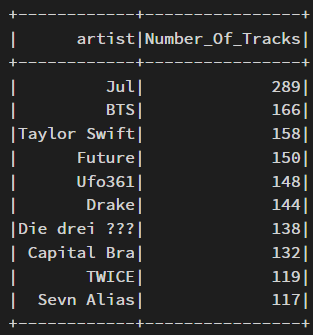 +------------+----------------+
|      artist|Number_Of_Tracks|
+------------+----------------+
|         Jul|             289|
|         BTS|             166|
|Taylor Swift|             158|
|      Future|             150|
|      Ufo361|             148|
|       Drake|             144|
|Die drei ???|             138|
| Capital Bra|             132|
|       TWICE|             119|
|  Sevn Alias|             117|
+------------+----------------+